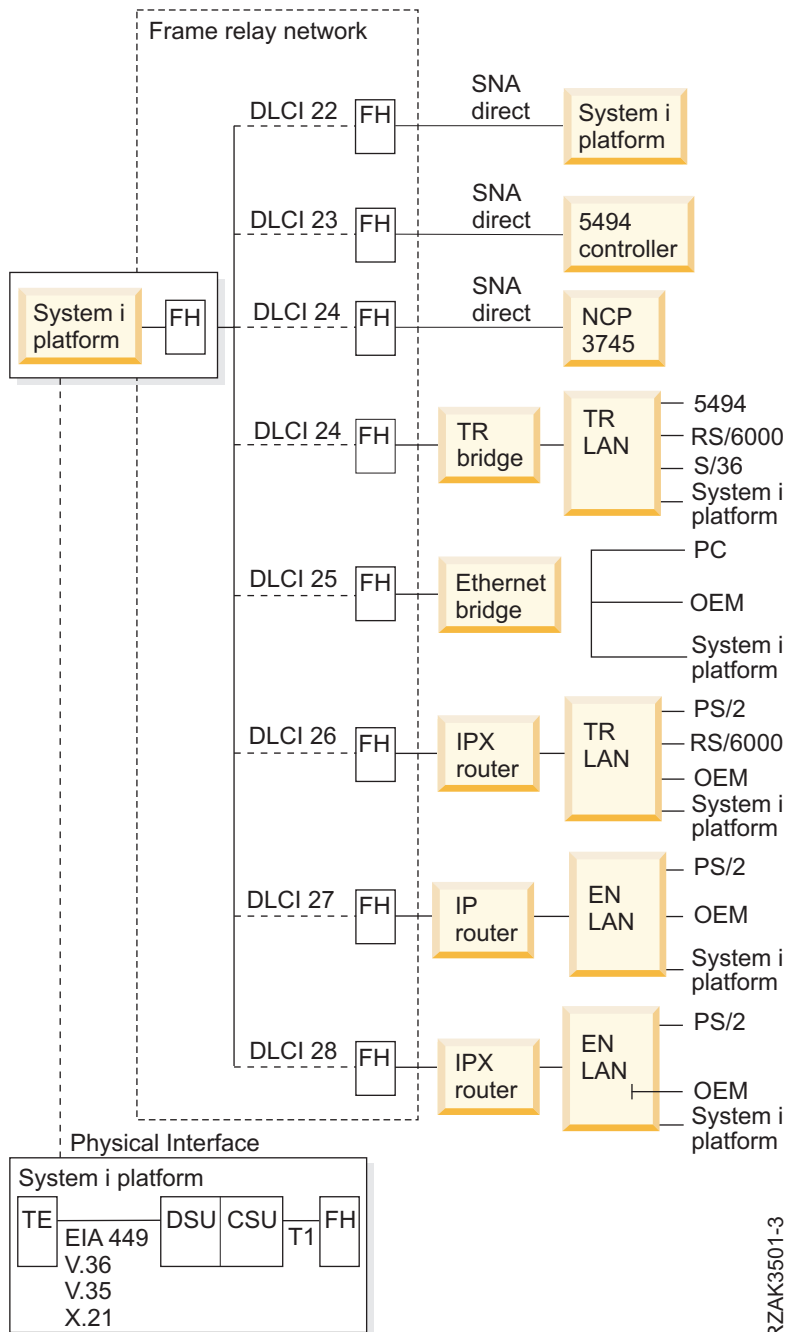 Frame relay network
DLCI 22
FH
SNA
direct
System i
platform
DLCI 23
FH
SNA
direct
5494
controller
System i
platform
FH
DLCI 24
FH
SNA
direct
NCP
3745
DLCI 24
FH
TR
bridge
TR
LAN
5494
RS/6000
S/36
System i
platform
DLCI 25
FH
Ethernet
bridge
PC
OEM
System i
platform
DLCI 26
FH
IPX
router
TR
LAN
PS/2
RS/6000
OEM
System i
platform
DLCI 27
FH
IP
router
EN
LAN
PS/2
OEM
System i
platform
DLCI 28
FH
IPX
router
EN
LAN
PS/2
OEM
System i
platform
Physical Interface
System i platform
TE
EIA 449
V.36
V.35
X.21
DSU
CSU
T1
FH
RZAK3501-3